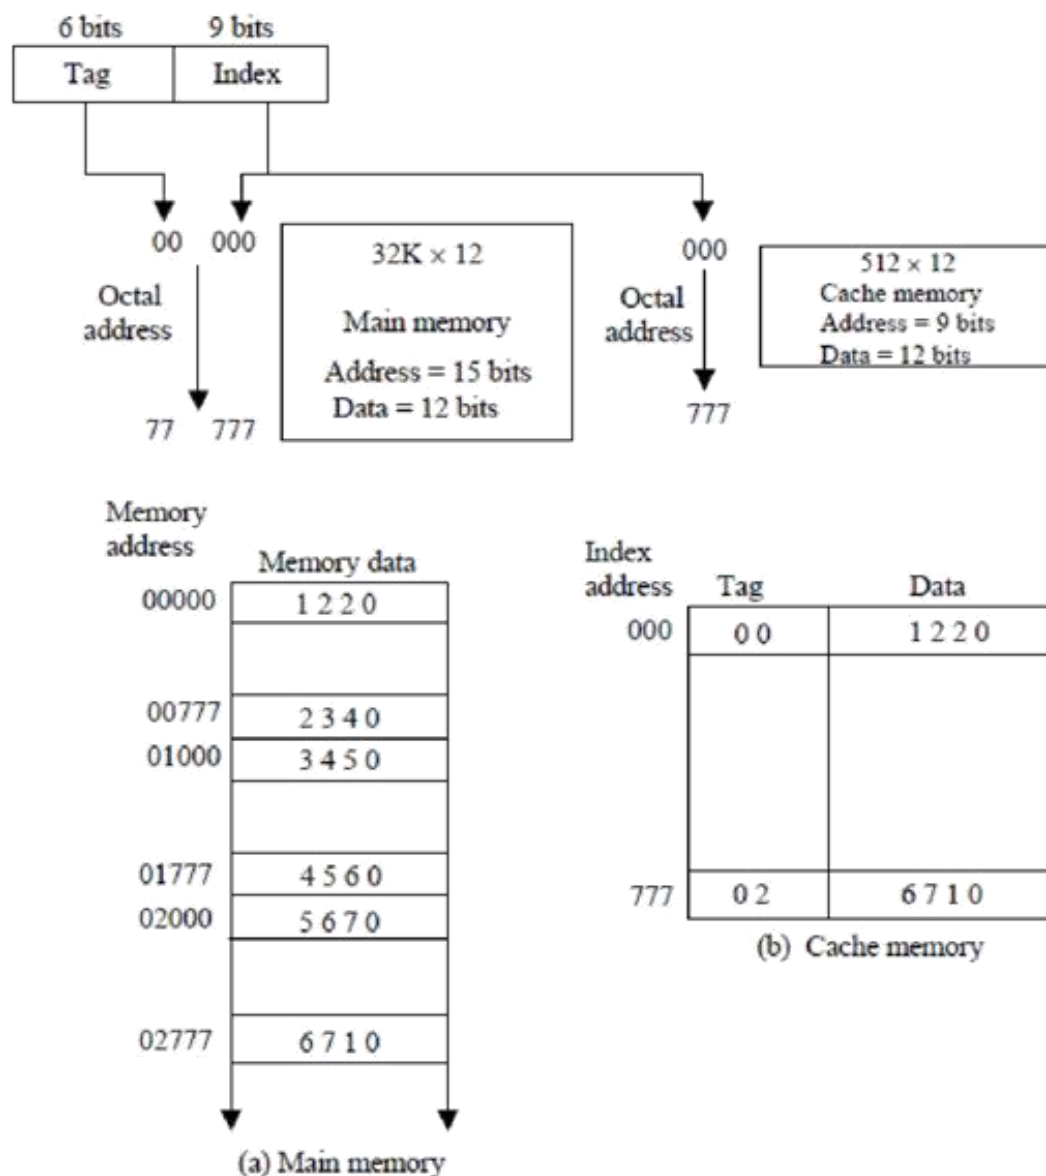 6 bits 9 bits
Tag Index
00 000
Octal
address
77 777
32K × 12
Main memory
Address = 15 bits
Data = 12 bits
000
Octal
address
777
512 × 12
Cache memory
Address = 9 bits
Data = 12 bits
Memory
address
Memory data
00000 1 2 2 0
00777 2 3 4 0
01000 3 4 5 0
01777 4 5 6 0
02000 5 6 7 0
02777 6 7 1 0
(a) Main memory
Index
address Tag Data
000 0 0 1 2 2 0
777 0 2 6 7 1 0
(b) Cache memory